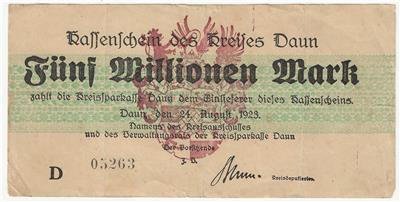 Kassenschein des Kreises Daun
Fünf Millionen Mark
zahlt die Kreissparkasse Daun dem Einlieferer dieses Kassenscheins.
Daun, den 24. August 1923.
Namens des Kreisausschusses
und des Verwaltungsrats der Kreissparkasse Daun
Der Vorsitzende
J. V.
D 05263
Kreisdeputierter.